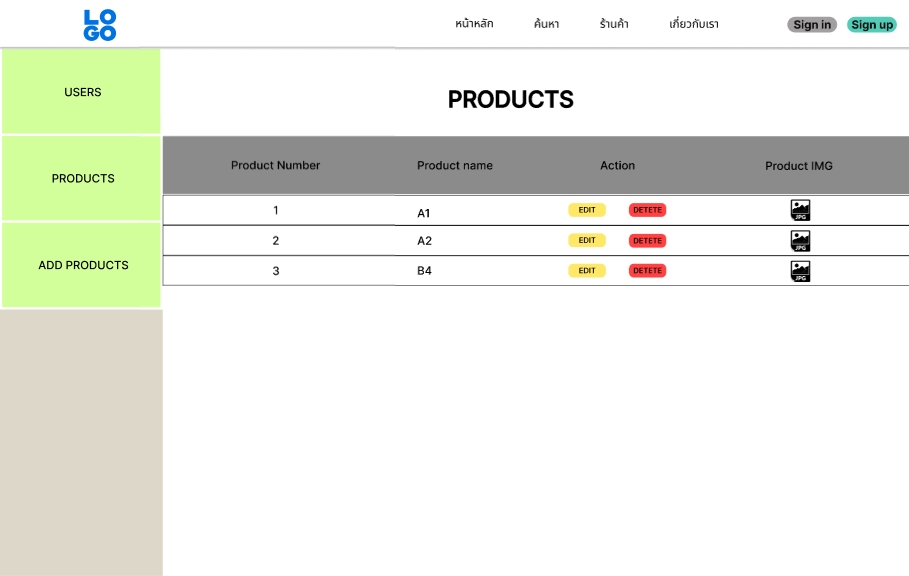 LO
GO
หน้าหลัก ค้นหา ร้านค้า เกี่ยวกับเรา Sign in Sign up
USERS
PRODUCTS
ADD PRODUCTS
PRODUCTS
Product Number Product name Action Product IMG
1 A1 EDIT DETETE JPG
2 A2 EDIT DETETE JPG
3 B4 EDIT DETETE JPG